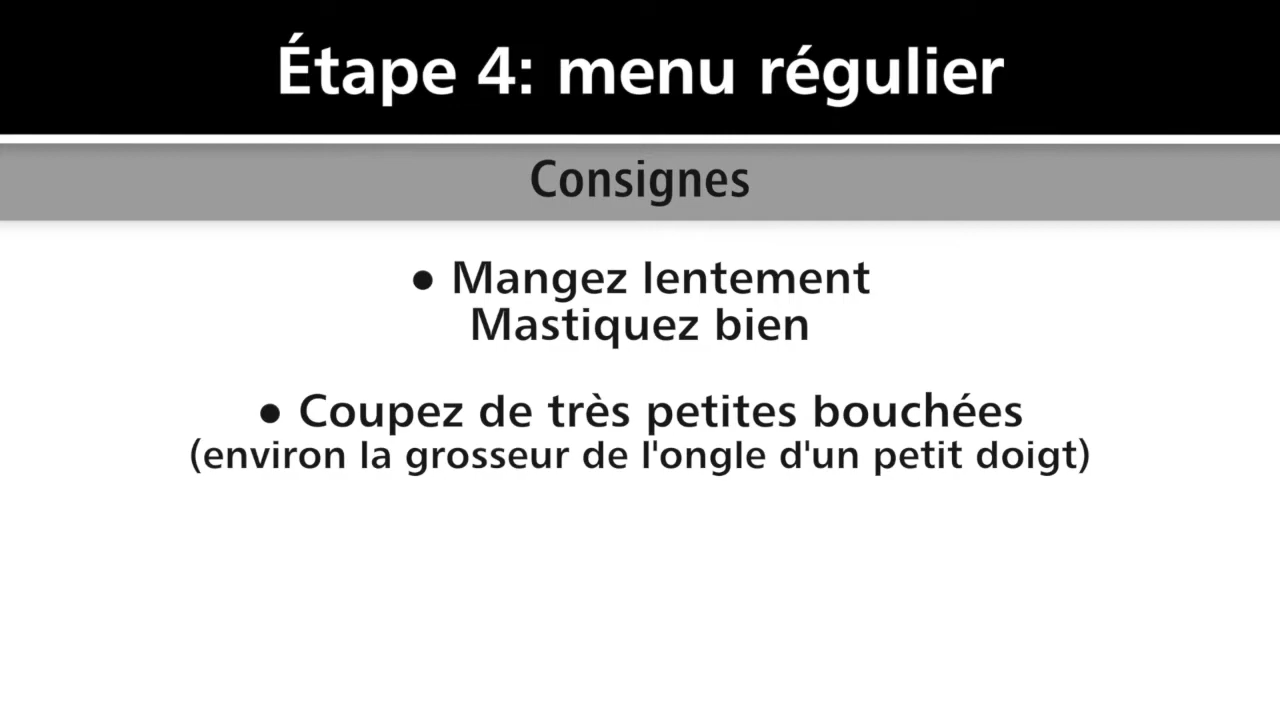 Étape 4: menu régulier
Consignes
● Mangez lentement
Mastiquez bien
● Coupez de très petites bouchées
(environ la grosseur de l'ongle d'un petit doigt)